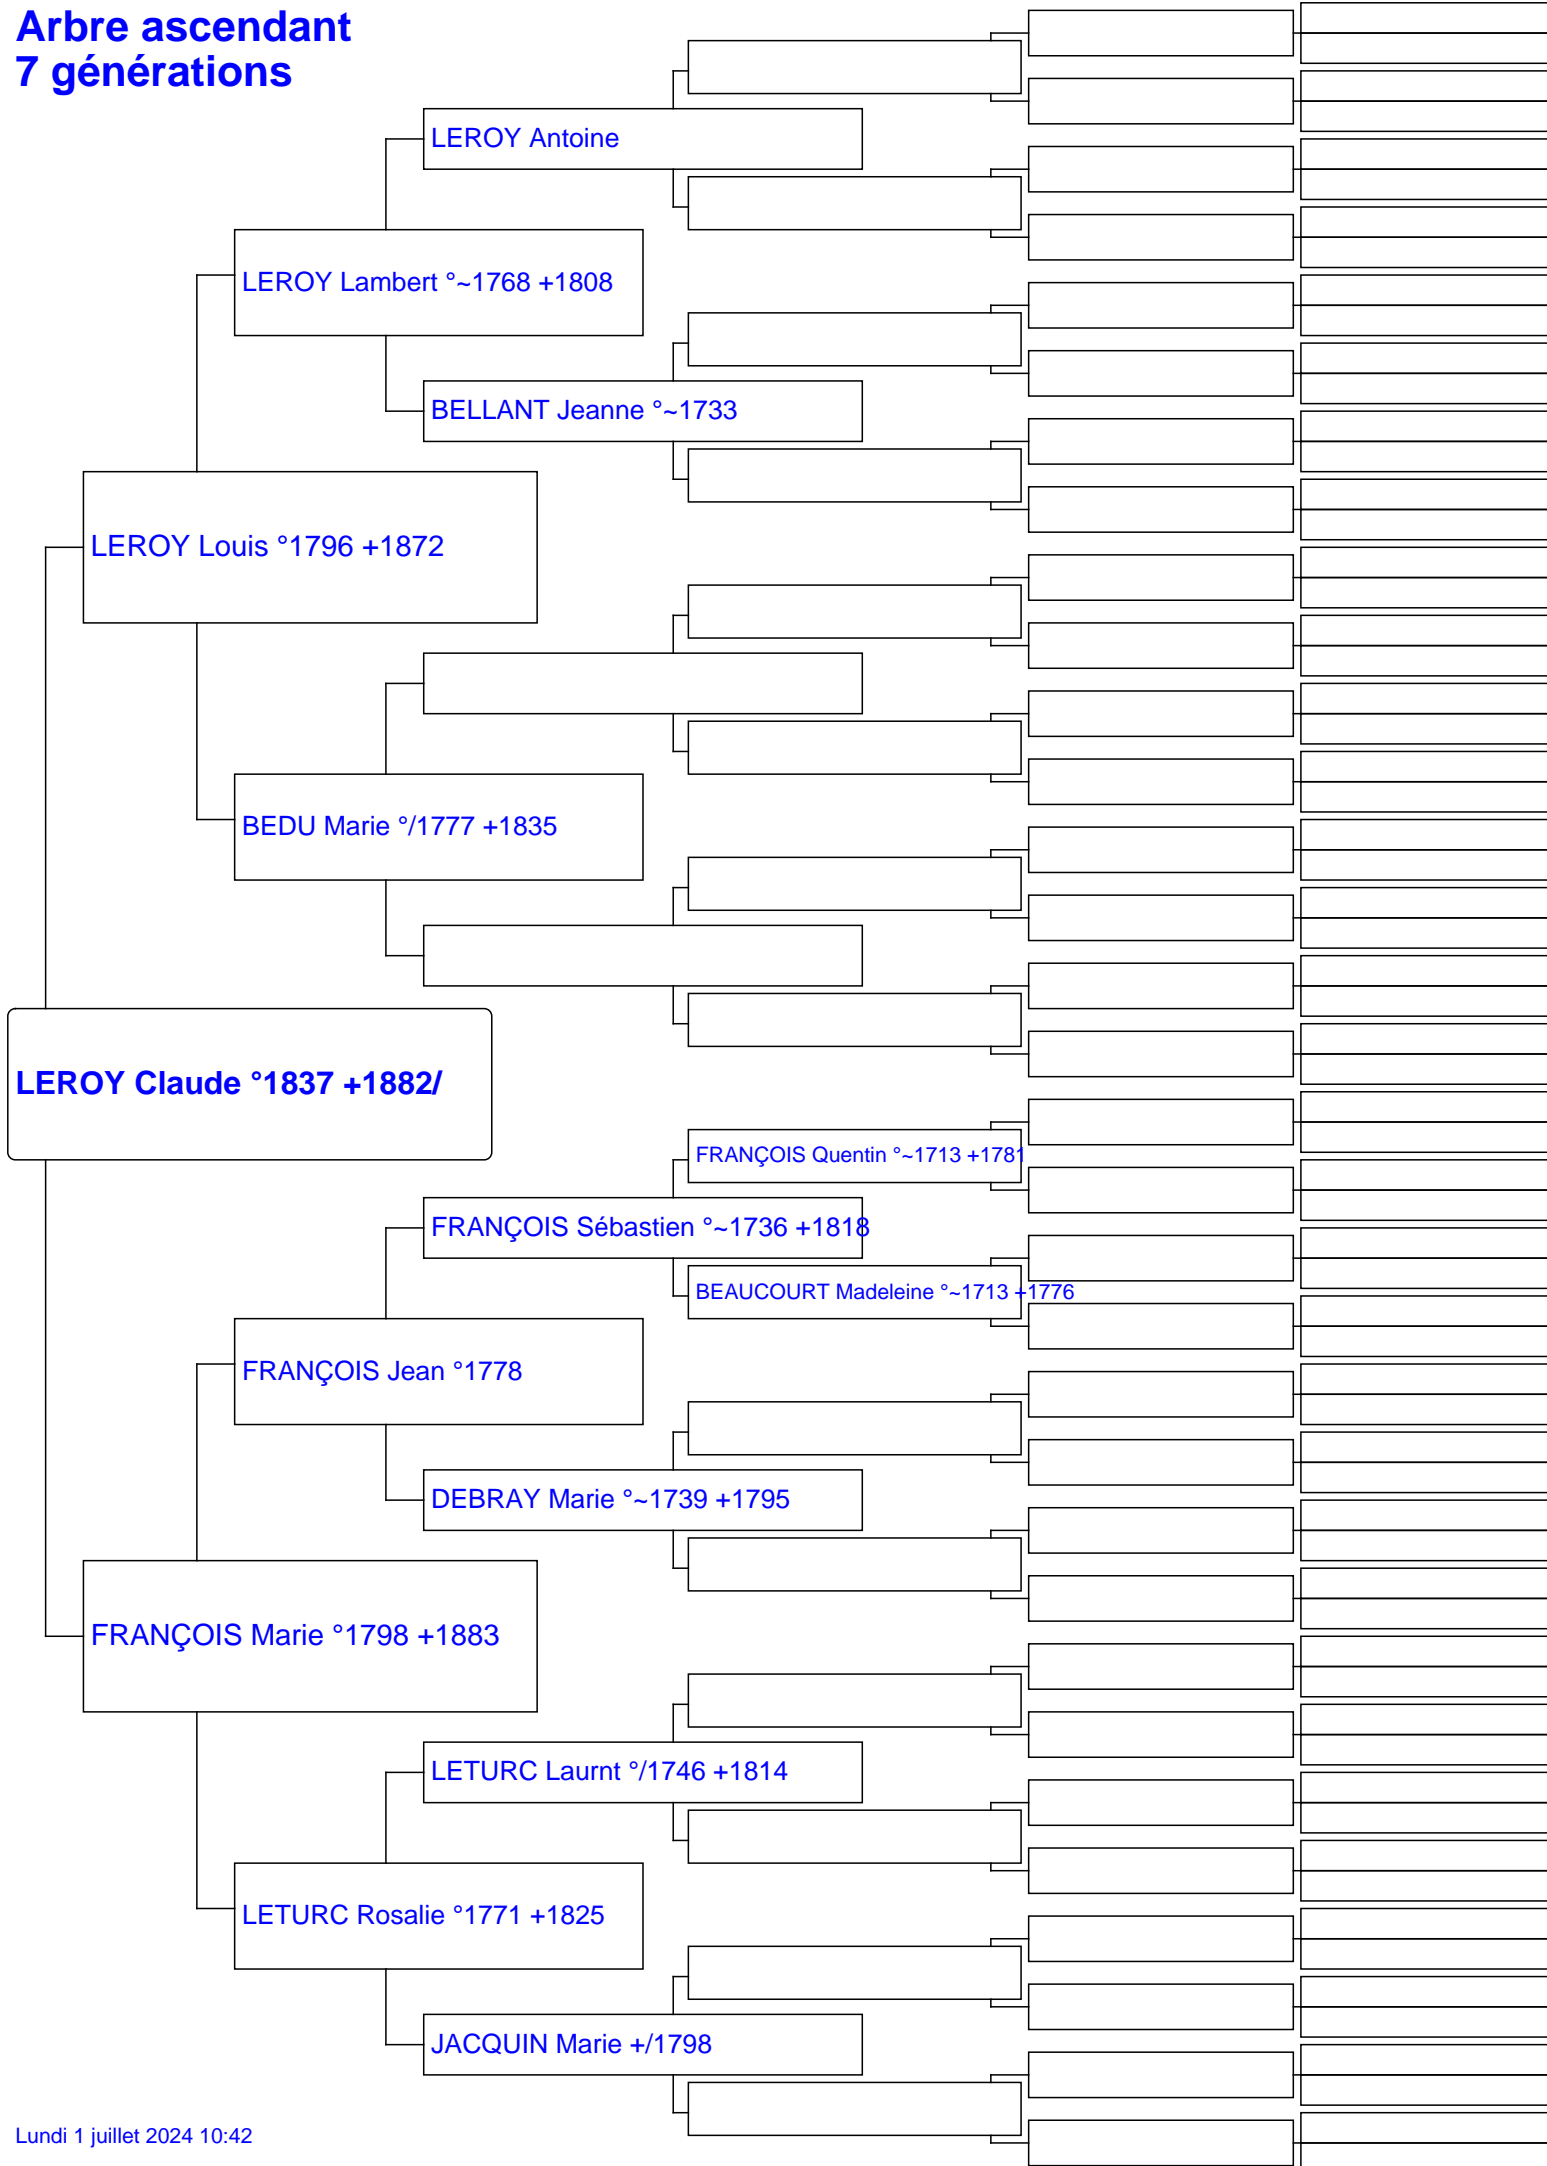 Arbre ascendant
7 générations
LEROY Antoine
LEROY Lambert °~1768 +1808
BELLANT Jeanne °~1733
LEROY Louis °1796 +1872
BEDU Marie °/1777 +1835
LEROY Claude °1837 +1882/
FRANÇOIS Quentin °~1713 +1781
FRANÇOIS Sébastien °~1736 +1818
BEAUCOURT Madeleine °~1713 +1776
FRANÇOIS Jean °1778
DEBRAY Marie °~1739 +1795
FRANÇOIS Marie °1798 +1883
LETURC Laurnt °/1746 +1814
LETURC Rosalie °1771 +1825
JACQUIN Marie +/1798
Lundi 1 juillet 2024 10:42